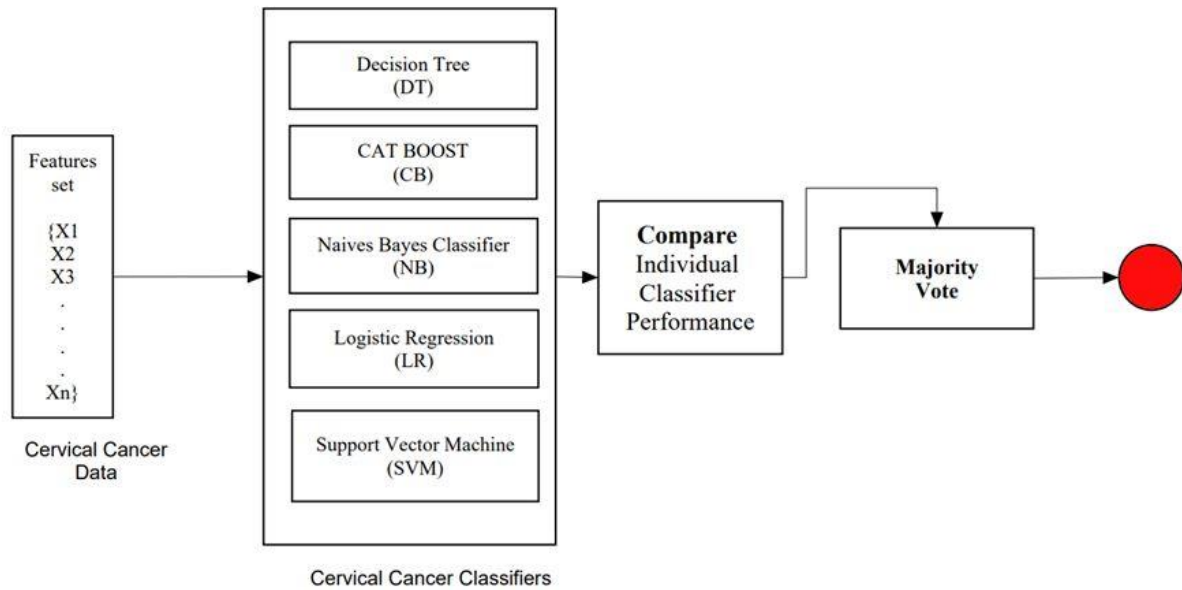 Features
set
{X1
X2
X3
.
.
.
.
Xn}
Cervical Cancer
Data
Decision Tree
(DT)
CAT BOOST
(CB)
Naives Bayes Classifier
(NB)
Logistic Regression
(LR)
Support Vector Machine
(SVM)
Cervical Cancer Classifiers
Compare
Individual
Classifier
Performance
Majority
Vote